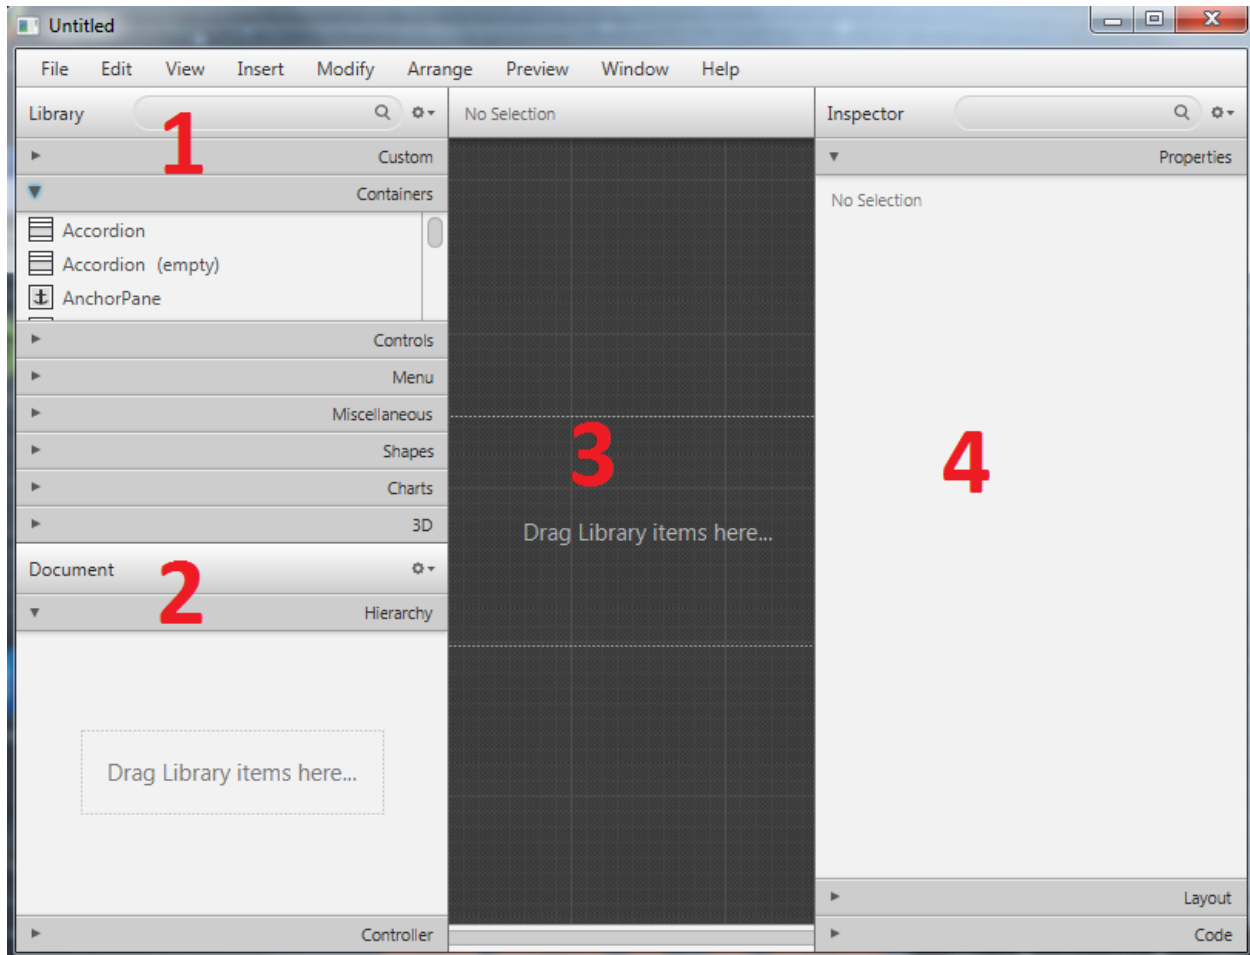 Untitled
File Edit View Insert Modify Arrange Preview Window Help
Library
1
Custom
Containers
Accordion
Accordion (empty)
AnchorPane
Controls
Menu
Miscellaneous
Shapes
Charts
3D
Document
2
Hierarchy
Drag Library items here...
Controller
No Selection
3
Drag Library items here...
Inspector
Properties
No Selection
4
Layout
Code